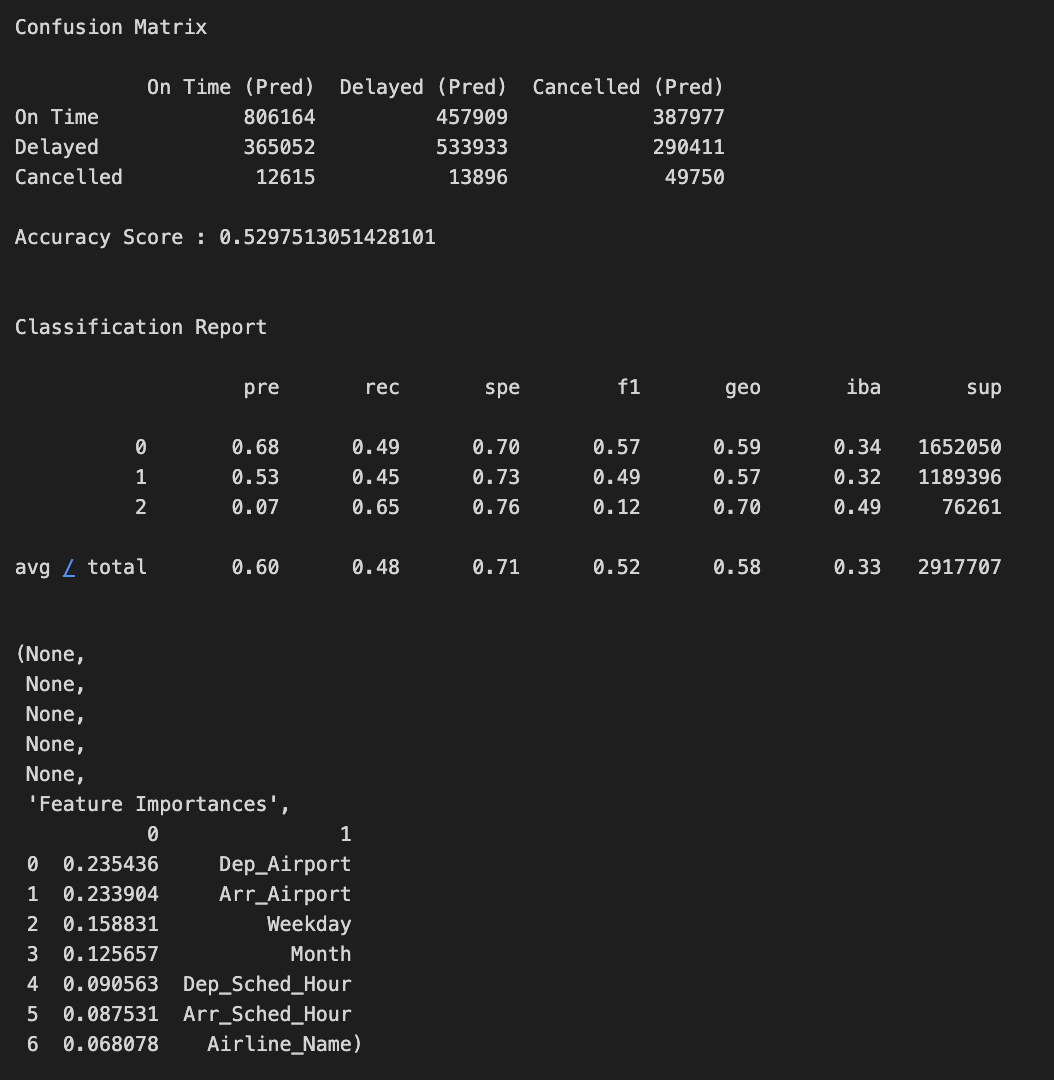 Confusion Matrix
On Time (Pred) Delayed (Pred) Cancelled (Pred)
On Time 806164 457909 387977
Delayed 365052 533933 290411
Cancelled 12615 13896 49750
Accuracy Score : 0.5297513051428101
Classification Report
pre rec spe f1 geo iba sup
0 0.68 0.49 0.70 0.57 0.59 0.34 1652050
1 0.53 0.45 0.73 0.49 0.57 0.32 1189396
2 0.07 0.65 0.76 0.12 0.70 0.49 76261
avg / total 0.60 0.48 0.71 0.52 0.58 0.33 2917707
(None,
None,
None,
None,
None,
'Feature Importances',
0 1
0 0.235436 Dep_Airport
1 0.233904 Arr_Airport
2 0.158831 Weekday
3 0.125657 Month
4 0.090563 Dep_Sched_Hour
5 0.087531 Arr_Sched_Hour
6 0.068078 Airline_Name)